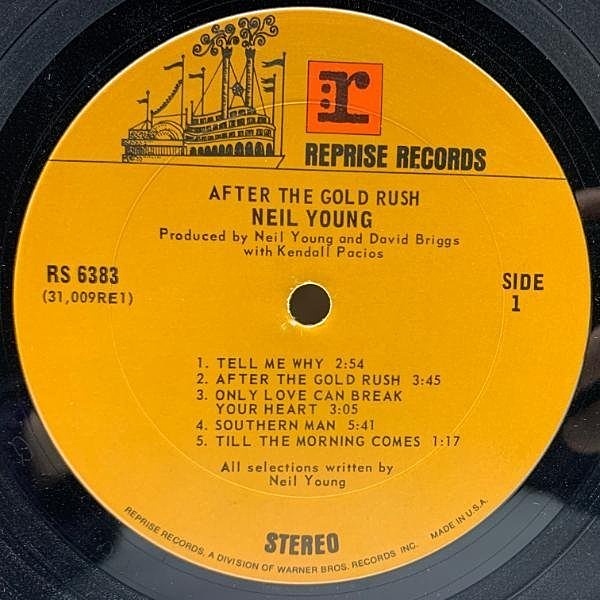 :r
REPRISE RECORDS
AFTER THE GOLD RUSH
NEIL YOUNG
Produced by Neil Young and David Briggs
with Kendall Pacios
RS 6383
(31,009RE1)
SIDE
1
1. TELL ME WHY 2:54
2. AFTER THE GOLD RUSH 3:45
3. ONLY LOVE CAN BREAK
YOUR HEART 3:05
4. SOUTHERN MAN 5:41
5. TILL THE MORNING COMES 1:17
All selections written by
Neil Young
STEREO
REPRISE RECORDS, A DIVISION OF WARNER BROS. RECORDS INC. MADE IN U.S.A.